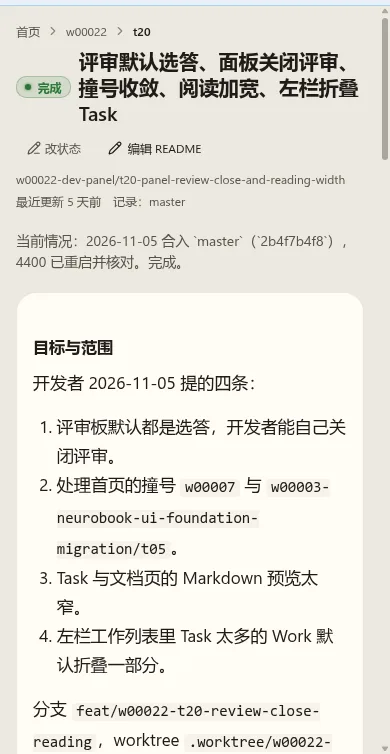 首页 > w00022 > t20
完成
评审默认选答、面板关闭评审、
撞号收敛、阅读加宽、左栏折叠
Task
改状态 编辑 README
w00022-dev-panel/t20-panel-review-close-and-reading-width
最近更新 5 天前 记录：master
当前情况：2026-11-05 合入 `master`（`2b4f7b4f8`），
4400 已重启并核对。完成。
目标与范围
开发者 2026-11-05 提的四条：
1. 评审板默认都是选答，开发者能自己关
闭评审。
2. 处理首页的撞号 w00007 与 w00003-
neurobook-ui-foundation-
migration/t05 。
3. Task 与文档页的 Markdown 预览太
窄。
4. 左栏工作列表里 Task 太多的 Work 默
认折叠一部分。
分支 feat/w00022-t20-review-close-
reading ，worktree .worktree/w00022-